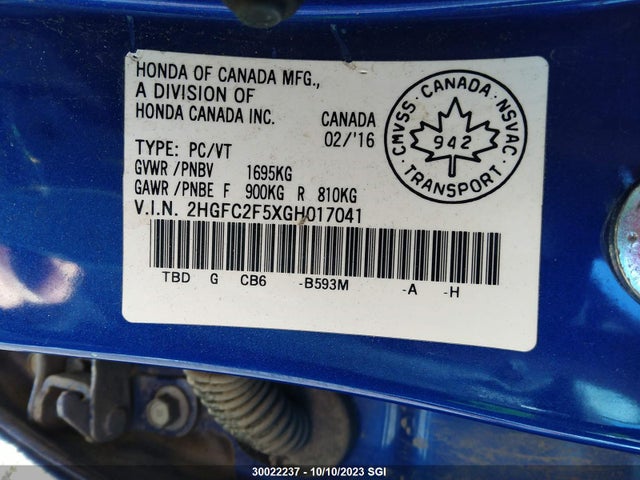 HONDA OF CANADA MFG.,
A DIVISION OF
HONDA CANADA INC. CANADA
02/'16
TYPE: PC/VT
GVWR/PNBV 1695KG
GAWR/PNBE F 900KG R 810KG
V.I.N. 2HGFC2F5XGH017041
TBD G CB6 -B593M -A -H
CMVSS · CANADA · NSVAC
942
TRANSPORT
30022237 - 10/10/2023 SGI